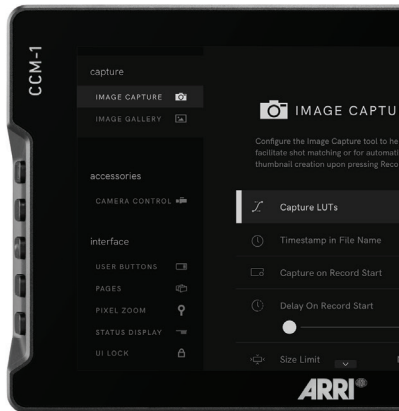 CCM-1
capture
IMAGE CAPTURE
IMAGE GALLERY
accessories
CAMERA CONTROL
interface
USER BUTTONS
PAGES
PIXEL ZOOM
STATUS DISPLAY
UI LOCK
IMAGE CAPTU
Configure the Image Capture tool to he
facilitate shot matching or for automati
thumbnail creation upon pressing Reco
Capture LUTs
Timestamp in File Name
Capture on Record Start
Delay On Record Start
Size Limit
ARRI®